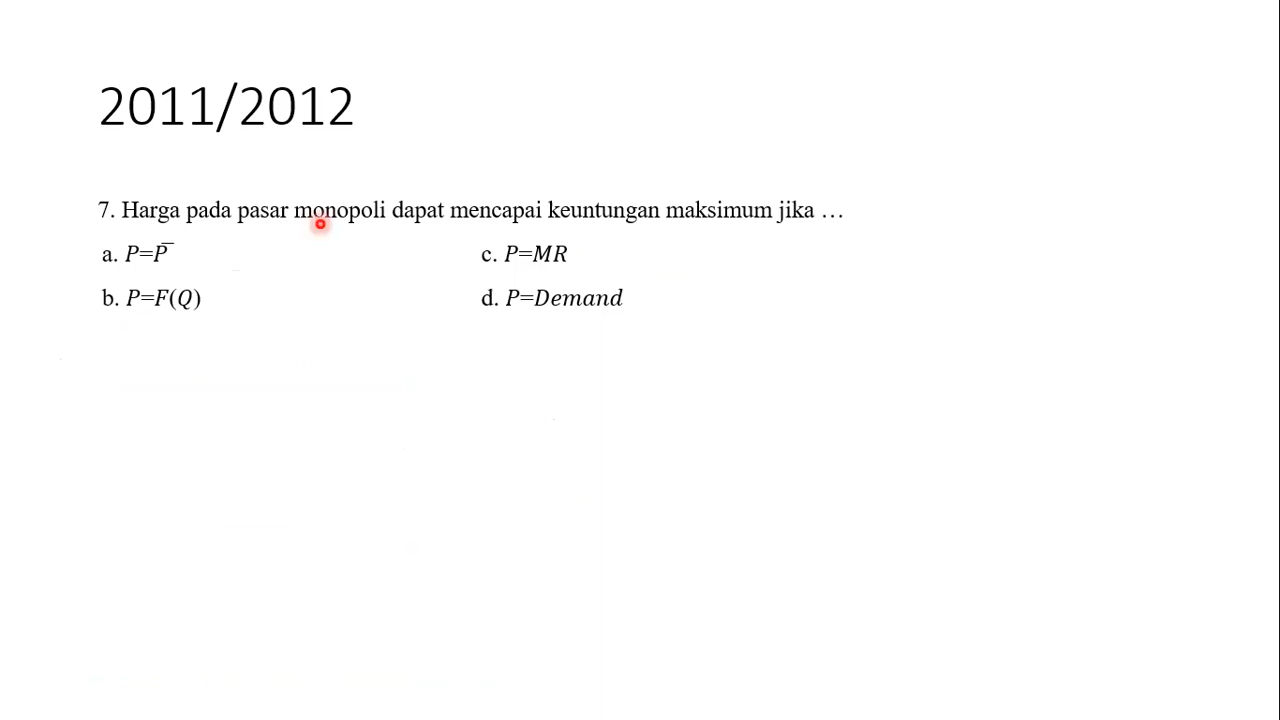 2011/2012
7. Harga pada pasar monopoli dapat mencapai keuntungan maksimum jika …
a. P=P̅
c. P=MR
b. P=F(Q)
d. P=Demand